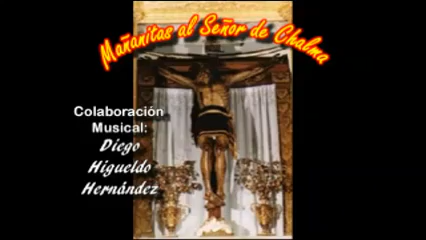 Mañanitas al Señor de Chalma
Colaboración
Musical:
Diego
Higueldo
Hernández